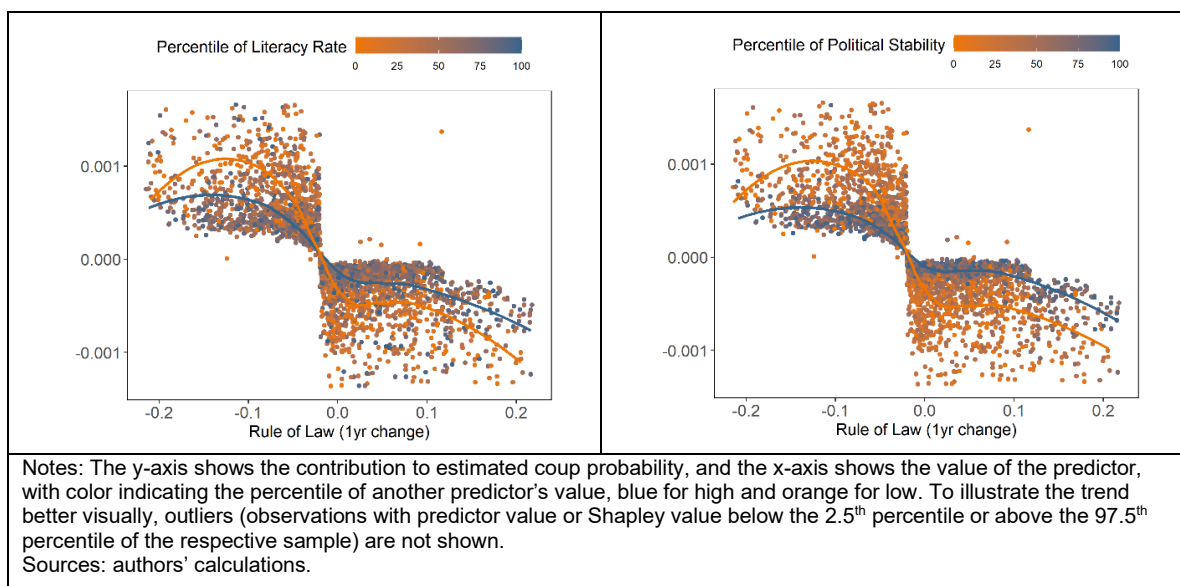 Percentile of Literacy Rate
0 25 50 75 100
0.001
0.000
-0.001
-0.2 -0.1 0.0 0.1 0.2
Rule of Law (1yr change)
Percentile of Political Stability
0 25 50 75 100
0.001
0.000
-0.001
-0.2 -0.1 0.0 0.1 0.2
Rule of Law (1yr change)
Notes: The y-axis shows the contribution to estimated coup probability, and the x-axis shows the value of the predictor,
with color indicating the percentile of another predictor's value, blue for high and orange for low. To illustrate the trend
better visually, outliers (observations with predictor value or Shapley value below the 2.5th percentile or above the 97.5th
percentile of the respective sample) are not shown.
Sources: authors' calculations.